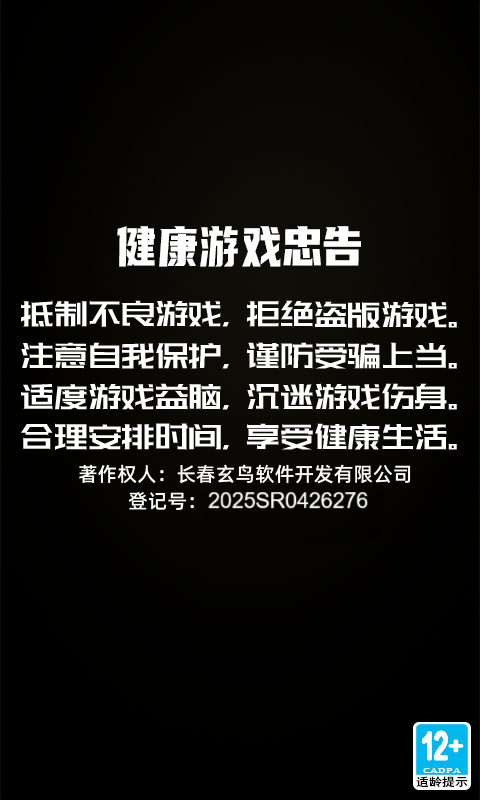 健康游戏忠告
抵制不良游戏，拒绝盗版游戏。
注意自我保护，谨防受骗上当。
适度游戏益脑，沉迷游戏伤身。
合理安排时间，享受健康生活。
著作权人：长春玄鸟软件开发有限公司
登记号：2025SR0426276
12+
CADPA
适龄提示